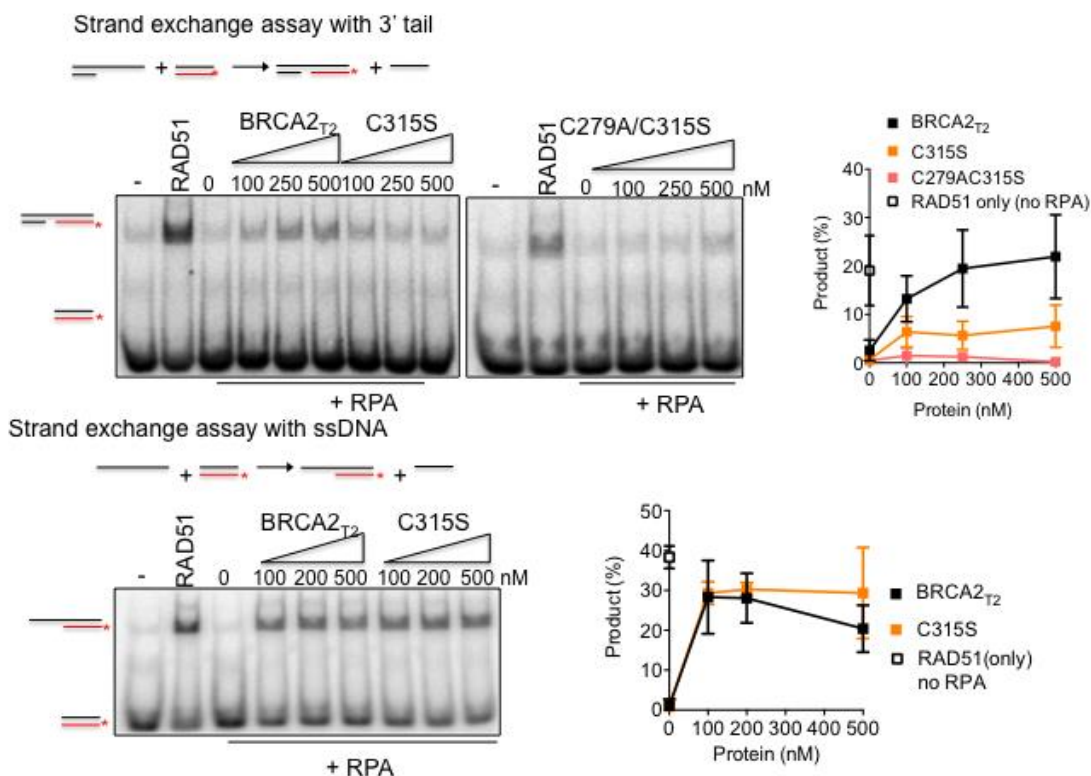 Strand exchange assay with 3' tail
+ * → * +
- RAD51 0 BRCA2T2 C315S
100 250 500 100 250 500
- RAD51 C279A/C315S
0 100 250 500 nM
*
*
+ RPA
+ RPA
BRCA2T2
C315S
C279AC315S
RAD51 only (no RPA)
Product (%)
40
30
20
10
0
0 100 200 300 400 500
Protein (nM)
Strand exchange assay with ssDNA
+ * → * +
- RAD51 0 BRCA2T2 C315S
100 200 500 100 200 500 nM
*
*
+ RPA
Product (%)
50
40
30
20
10
0
0 100 200 300 400 500
Protein (nM)
BRCA2T2
C315S
RAD51(only)
no RPA